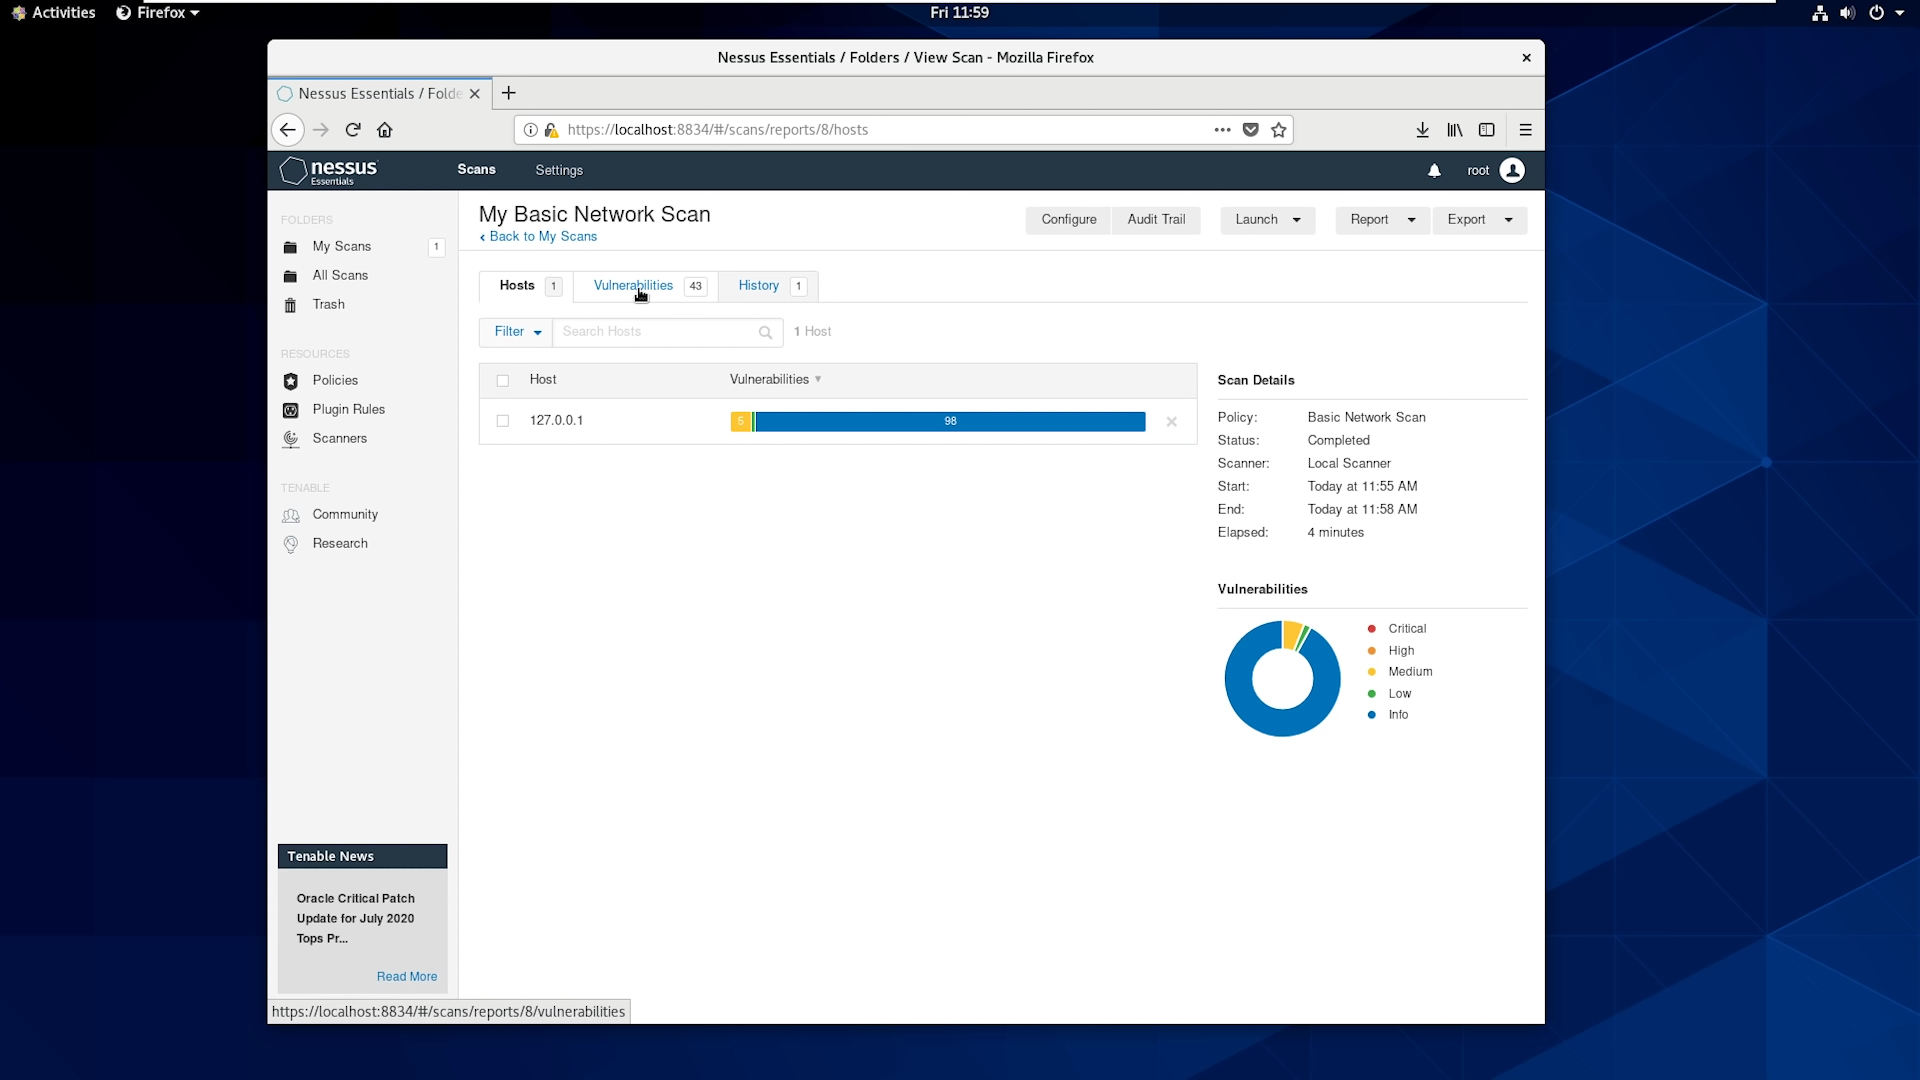 Activities
Firefox
Fri 11:59
Nessus Essentials / Folders / View Scan - Mozilla Firefox
Nessus Essentials / Folde
https://localhost:8834/#/scans/reports/8/hosts
nessus
Essentials
Scans
Settings
root
FOLDERS
My Scans 1
All Scans
Trash
RESOURCES
Policies
Plugin Rules
Scanners
TENABLE
Community
Research
Tenable News
Oracle Critical Patch
Update for July 2020
Tops Pr...
Read More
My Basic Network Scan
Back to My Scans
Configure
Audit Trail
Launch
Report
Export
Hosts 1
Vulnerabilities 43
History 1
Filter
Search Hosts
1 Host
Host Vulnerabilities
127.0.0.1 5 98
Scan Details
Policy: Basic Network Scan
Status: Completed
Scanner: Local Scanner
Start: Today at 11:55 AM
End: Today at 11:58 AM
Elapsed: 4 minutes
Vulnerabilities
Critical
High
Medium
Low
Info
https://localhost:8834/#/scans/reports/8/vulnerabilities